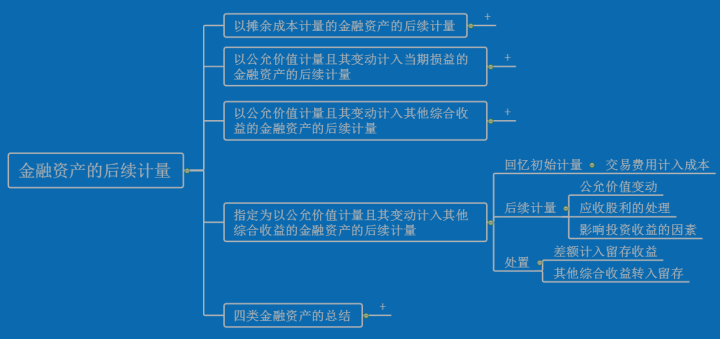 金融资产的后续计量
以摊余成本计量的金融资产的后续计量
+
以公允价值计量且其变动计入当期损益的
金融资产的后续计量
+
以公允价值计量且其变动计入其他综合收
益的金融资产的后续计量
+
指定为以公允价值计量且其变动计入其他
综合收益的金融资产的后续计量
回忆初始计量
交易费用计入成本
后续计量
公允价值变动
应收股利的处理
影响投资收益的因素
处置
差额计入留存收益
其他综合收益转入留存
四类金融资产的总结
+